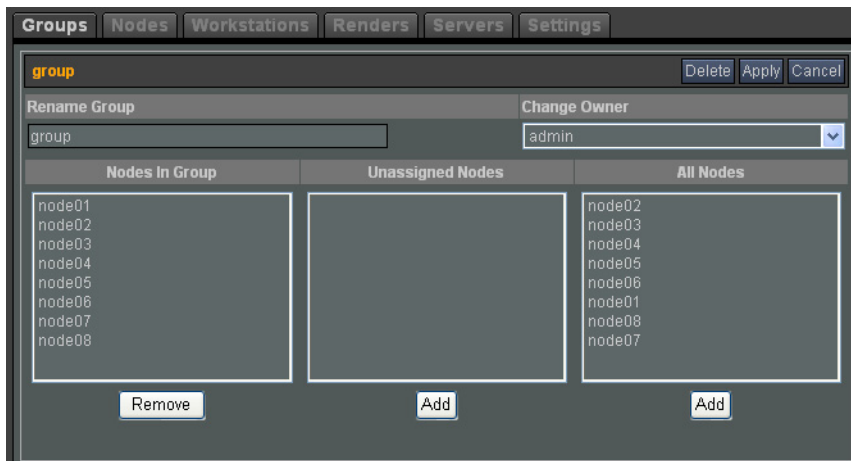 Groups Nodes Workstations Renders Servers Settings
group Delete Apply Cancel
Rename Group Change Owner
group admin
Nodes In Group Unassigned Nodes All Nodes
node01 node02
node02 node03
node03 node04
node04 node05
node05 node06
node06 node01
node07 node08
node08 node07
Remove Add Add